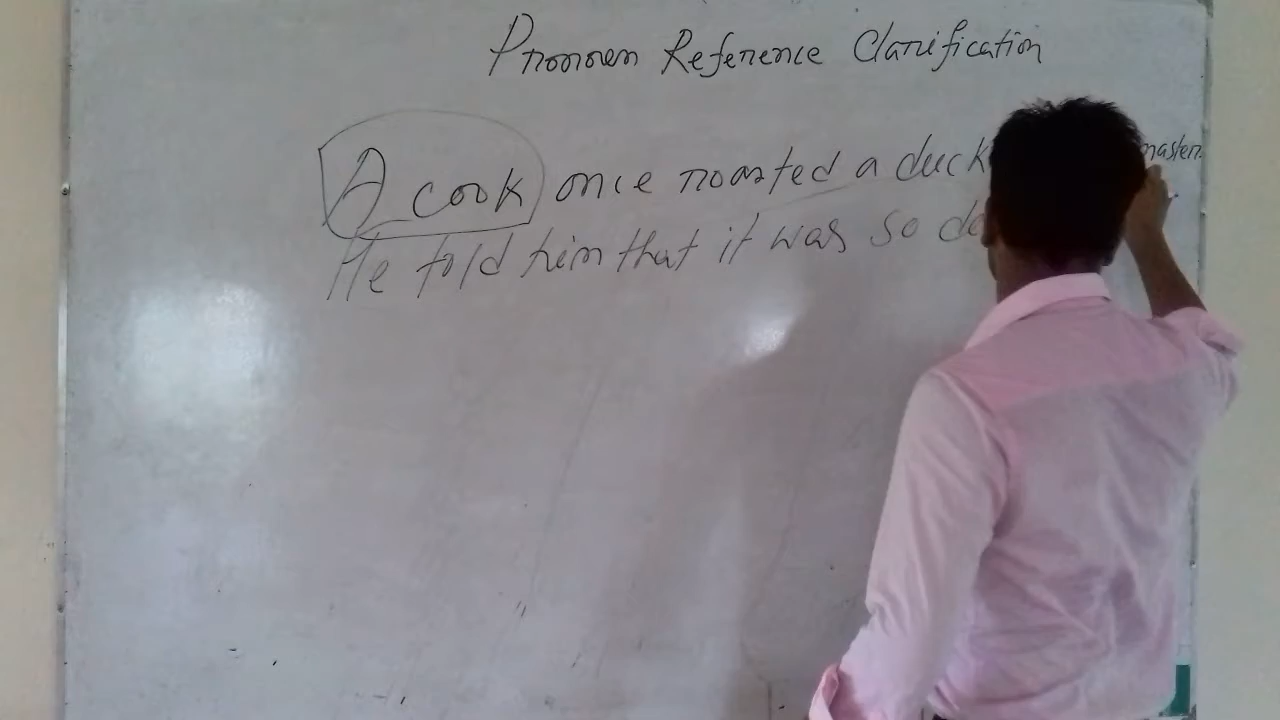 Pronoun Reference Clarification
A cook once roasted a duck master.
He told him that it was so